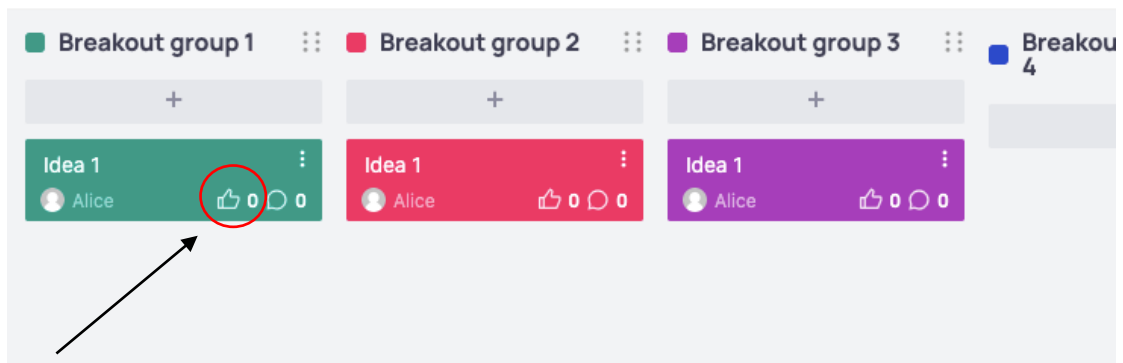 Breakout group 1
Breakout group 2
Breakout group 3
Breakou
4
+
+
+
Idea 1
Alice
0
0
Idea 1
Alice
0
0
Idea 1
Alice
0
0